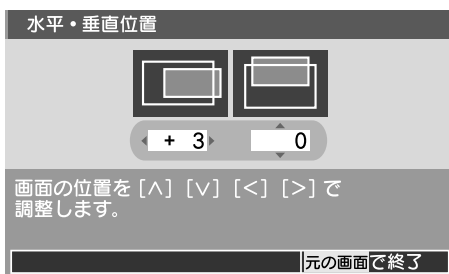 水平・垂直位置
+ 3 0
画面の位置を [∧] [∨] [<] [>] で
調整します。
元の画面で終了